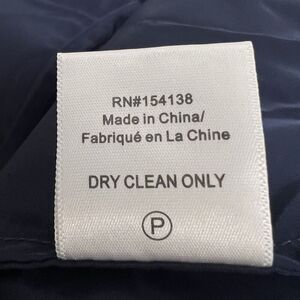 RN#154138
Made in China/
Fabriqué en La Chine
DRY CLEAN ONLY
P